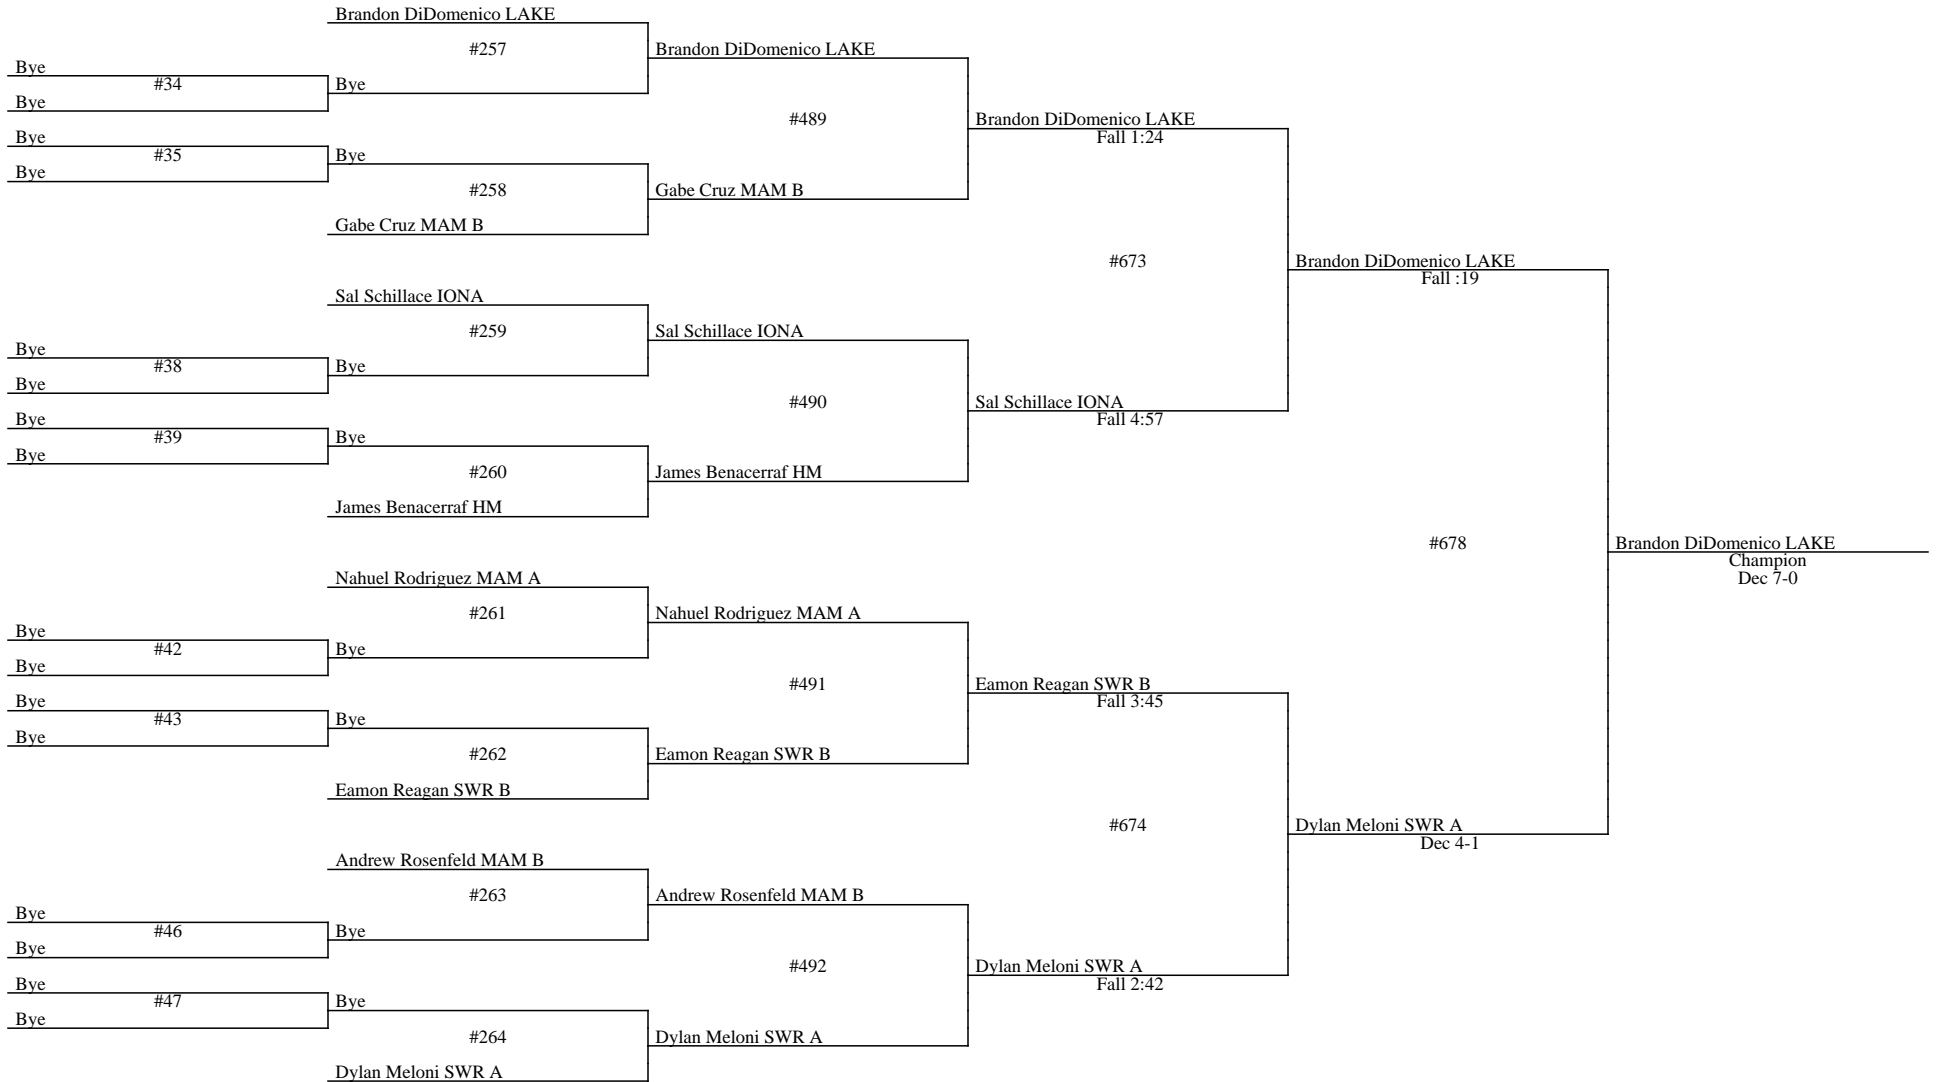 Brandon DiDomenico LAKE
#257
Brandon DiDomenico LAKE
Bye
#34
Bye
Bye
#489
Brandon DiDomenico LAKE
Fall 1:24
Bye
#35
Bye
Bye
#258
Gabe Cruz MAM B
Gabe Cruz MAM B
#673
Brandon DiDomenico LAKE
Fall :19
Sal Schillace IONA
#259
Sal Schillace IONA
Bye
#38
Bye
Bye
#490
Sal Schillace IONA
Fall 4:57
Bye
#39
Bye
Bye
#260
James Benacerraf HM
James Benacerraf HM
#678
Brandon DiDomenico LAKE
Champion
Dec 7-0
Nahuel Rodriguez MAM A
#261
Nahuel Rodriguez MAM A
Bye
#42
Bye
Bye
#491
Eamon Reagan SWR B
Fall 3:45
Bye
#43
Bye
Bye
#262
Eamon Reagan SWR B
Eamon Reagan SWR B
#674
Dylan Meloni SWR A
Dec 4-1
Andrew Rosenfeld MAM B
#263
Andrew Rosenfeld MAM B
Bye
#46
Bye
Bye
#492
Dylan Meloni SWR A
Fall 2:42
Bye
#47
Bye
Bye
#264
Dylan Meloni SWR A
Dylan Meloni SWR A